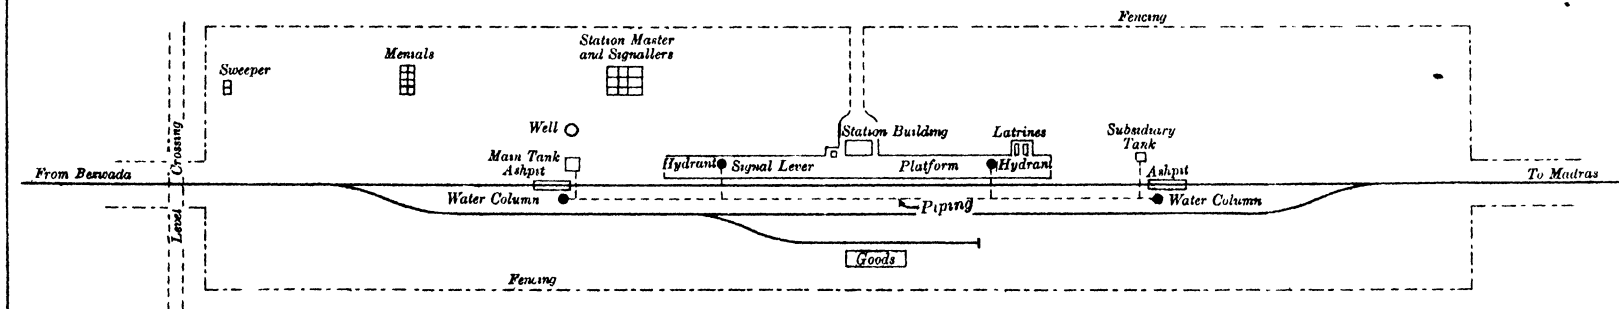 Fencing
Sweeper
Menials
Station Master
and Signallers
Level Crossing
Well
Station Building
Latrines
Subsidiary
Tank
Main Tank
Ashpit
Hydrant
Signal Lever
Platform
Hydrant
Ashpit
From Bezwada
To Madras
Water Column
Piping
Water Column
Goods
Fencing